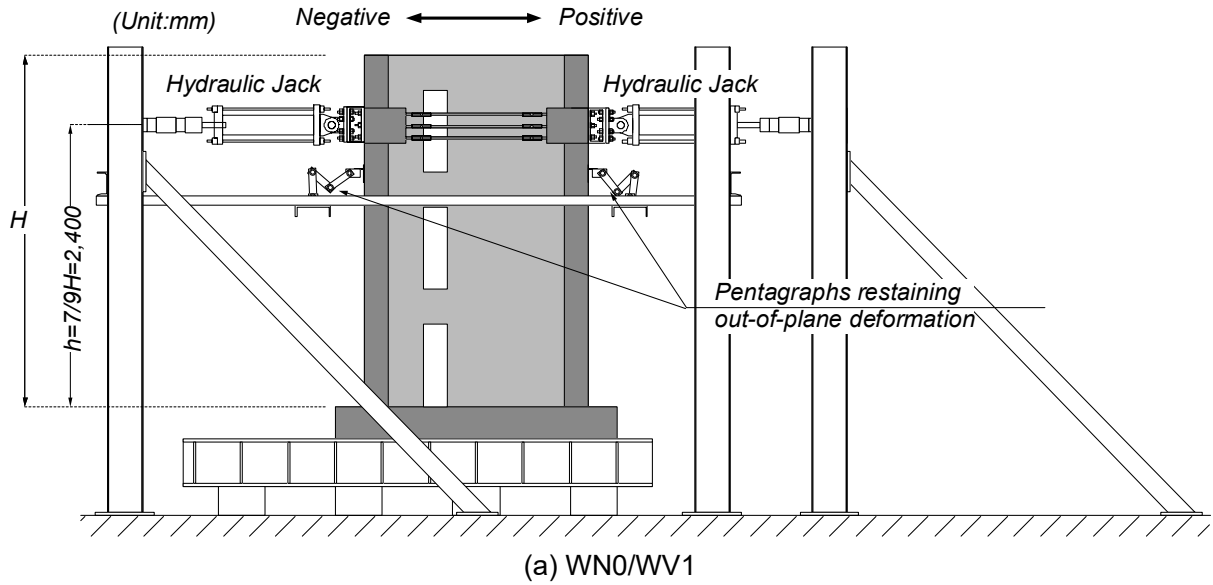 (Unit:mm)
Negative
Positive
Hydraulic Jack
Hydraulic Jack
H
h=7/9H=2,400
Pentagraphs restaining
out-of-plane deformation
(a) WN0/WV1